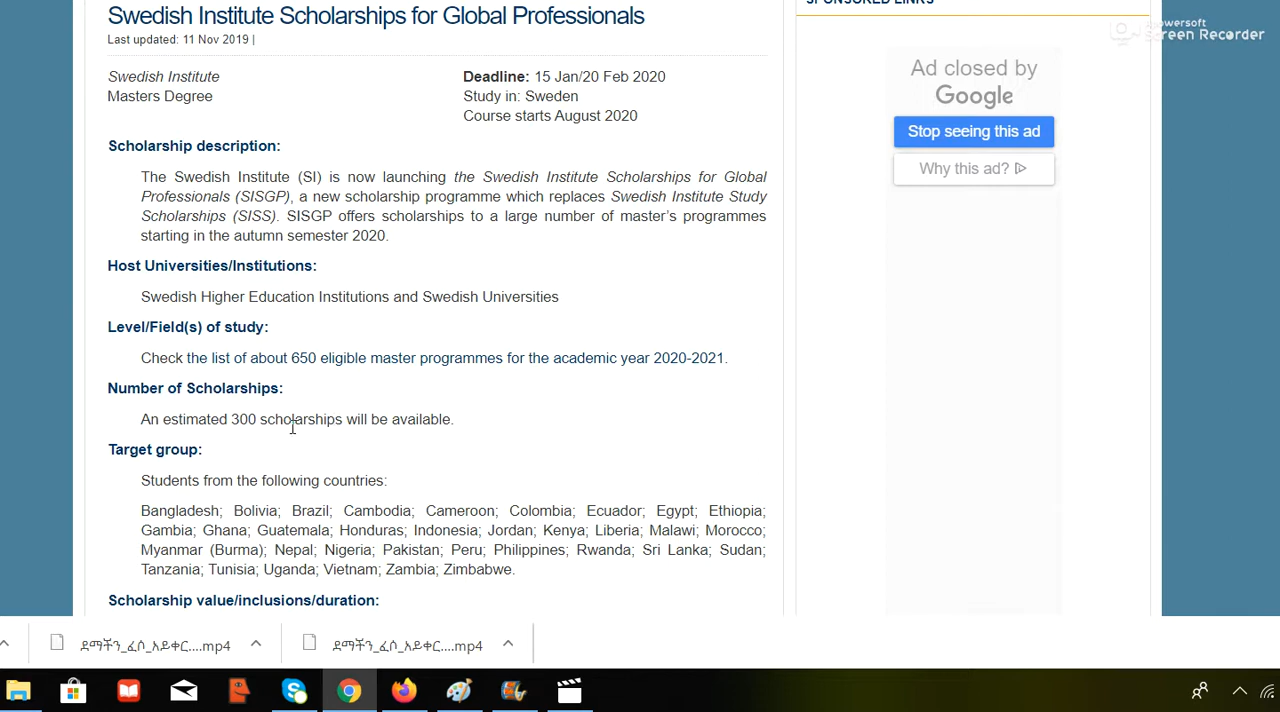 Swedish Institute Scholarships for Global Professionals
Last updated: 11 Nov 2019 |
Swedish Institute
Masters Degree
Deadline: 15 Jan/20 Feb 2020
Study in: Sweden
Course starts August 2020
Scholarship description:
The Swedish Institute (SI) is now launching the Swedish Institute Scholarships for Global
Professionals (SISGP), a new scholarship programme which replaces Swedish Institute Study
Scholarships (SISS). SISGP offers scholarships to a large number of master's programmes
starting in the autumn semester 2020.
Host Universities/Institutions:
Swedish Higher Education Institutions and Swedish Universities
Level/Field(s) of study:
Check the list of about 650 eligible master programmes for the academic year 2020-2021.
Number of Scholarships:
An estimated 300 scholarships will be available.
Target group:
Students from the following countries:
Bangladesh; Bolivia; Brazil; Cambodia; Cameroon; Colombia; Ecuador; Egypt; Ethiopia;
Gambia; Ghana; Guatemala; Honduras; Indonesia; Jordan; Kenya; Liberia; Malawi; Morocco;
Myanmar (Burma); Nepal; Nigeria; Pakistan; Peru; Philippines; Rwanda; Sri Lanka; Sudan;
Tanzania; Tunisia; Uganda; Vietnam; Zambia; Zimbabwe.
Scholarship value/inclusions/duration:
SPONSORED LINKS
Apowersoft
Screen Recorder
Ad closed by
Google
Stop seeing this ad
Why this ad?
ደማችን_ፈሶ_አይቀር....mp4
ደማችን_ፈሶ_አይቀር....mp4